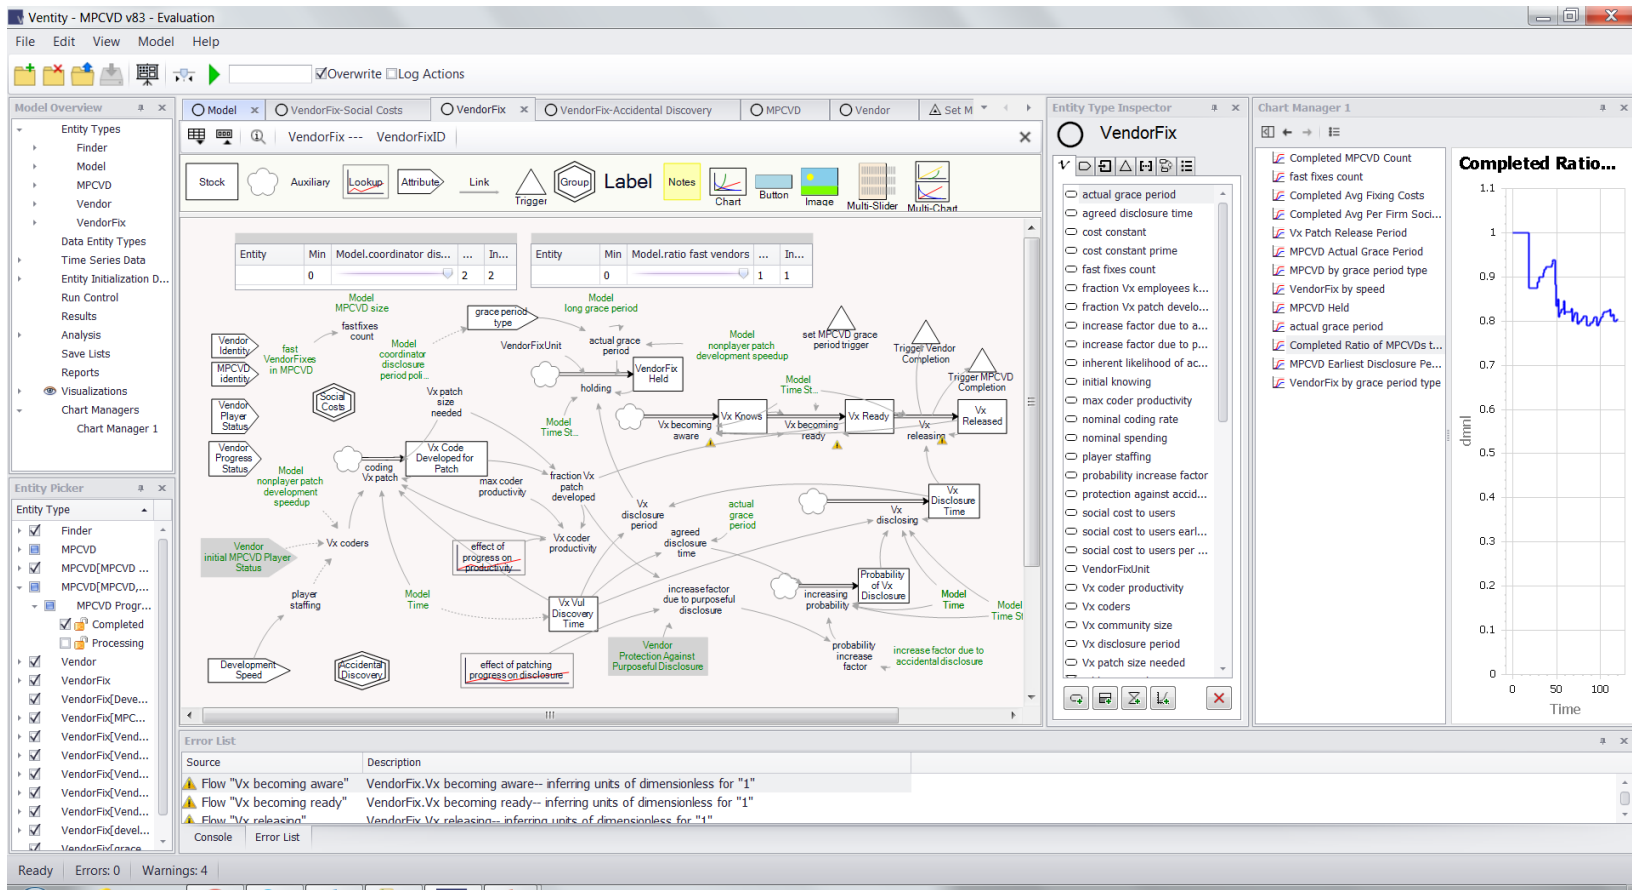 Ventity - MPCVD v83 - Evaluation
File Edit View Model Help
Overwrite Log Actions
Model Overview
Entity Types
Finder
Model
MPCVD
Vendor
VendorFix
Data Entity Types
Time Series Data
Entity Initialization D...
Run Control
Results
Analysis
Save Lists
Reports
Visualizations
Chart Managers
Chart Manager 1
Entity Picker
Entity Type
Finder
MPCVD
MPCVD[MPCVD ...
MPCVD[MPCVD,...
MPCVD Progr...
Completed
Processing
Vendor
VendorFix
VendorFix[Deve...
VendorFix[MPC...
VendorFix[Vend...
VendorFix[Vend...
VendorFix[Vend...
VendorFix[Vend...
VendorFix[devel...
VendorFix[grace
Model VendorFix-Social Costs VendorFix VendorFix-Accidental Discovery MPCVD Vendor Set M
VendorFix --- VendorFixID
Stock
Auxiliary
Lookup
Attribute
Link
Trigger
Group
Label
Notes
Chart
Button
Image
Multi-Slider
Multi-Chart
Entity Min Model.coordinator dis... ... In...
0 2 2
Entity Min Model.ratio fast vendors ... In...
0 1 1
Model
MPCVD size
fastfixes
count
Vendor
Identity
MPCVD
identity
fast
VendorFixes
in MPCVD
Model
coordinator
disclosure
period poli...
grace period
type
Model
long grace period
VendorFixUnit
actual grace
period
Model
nonplayer patch
development speedup
set MPCVD grace
period trigger
Trigger Vendor
Completion
Trigger MPCVD
Completion
VendorFix
Held
holding
Model
Time St...
Model
Time St...
Social
Costs
Vendor
Player
Status
Vendor
Progress
Status
Vx patch
size
needed
Vx Knows
Vx Ready
Vx
Released
Vx becoming
aware
Vx becoming
ready
Vx
releasing
Model
nonplayer patch
development
speedup
coding
Vx patch
Vx Code
Developed for
Patch
max coder
productivity
fraction Vx
patch
developed
Vx
disclosure
period
actual
grace
period
Vx
disclosing
Vx
Disclosure
Time
Vendor
initial MPCVD Player
Status
Vx coders
effect of
progress on
productivity
Vx coder
productivity
agreed
disclosure
time
player
staffing
Model
Time
Vx Vul
Discovery
Time
increasefactor
due to purposeful
disclosure
increasing
probability
Probability
of Vx
Disclosure
Model
Time
Model
Time St
Development
Speed
Accidental
Discovery
effect of patching
progress on disclosure
Vendor
Protection Against
Purposeful Disclosure
probability
increase
factor
increase factor due to
accidental disclosure
Entity Type Inspector
VendorFix
actual grace period
agreed disclosure time
cost constant
cost constant prime
fast fixes count
fraction Vx employees k...
fraction Vx patch develo...
increase factor due to a...
increase factor due to p...
inherent likelihood of ac...
initial knowing
max coder productivity
nominal coding rate
nominal spending
player staffing
probability increase factor
protection against accid...
social cost to users
social cost to users earl...
social cost to users per ...
VendorFixUnit
Vx coder productivity
Vx coders
Vx community size
Vx disclosure period
Vx patch size needed
Chart Manager 1
Completed MPCVD Count
fast fixes count
Completed Avg Fixing Costs
Completed Avg Per Firm Soci...
Vx Patch Release Period
MPCVD Actual Grace Period
MPCVD by grace period type
VendorFix by speed
MPCVD Held
actual grace period
Completed Ratio of MPCVDs t...
MPCVD Earliest Disclosure Pe...
VendorFix by grace period type
Completed Ratio...
1.1
1
0.9
0.8
0.7
0.6
0.5
0.4
0.3
0.2
0.1
0
dmnl
0 50 100
Time
Error List
Source Description
Flow "Vx becoming aware" VendorFix.Vx becoming aware-- inferring units of dimensionless for "1"
Flow "Vx becoming ready" VendorFix.Vx becoming ready-- inferring units of dimensionless for "1"
Flow "Vx releasing" VendorFix.Vx releasing-- inferring units of dimensionless for "1"
Console Error List
Ready Errors: 0 Warnings: 4